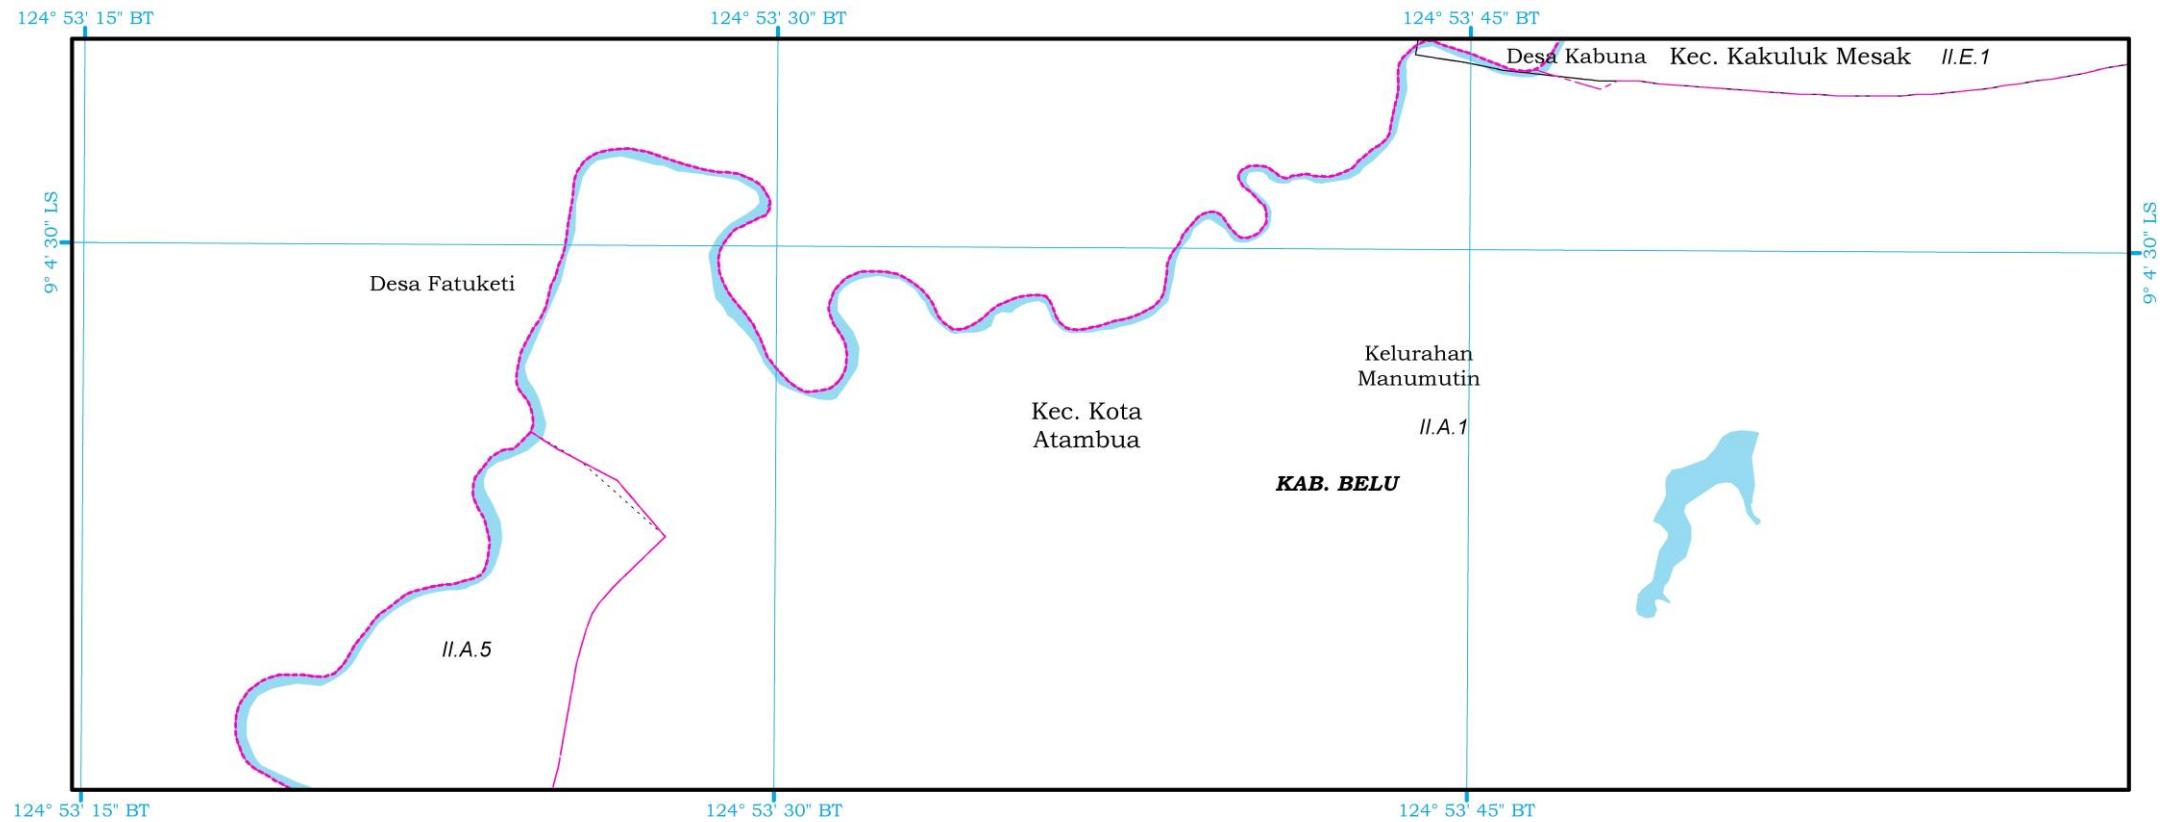 124° 53' 15" BT
124° 53' 30" BT
124° 53' 45" BT
Desa Kabuna
Kec. Kakuluk Mesak
II.E.1
9° 4' 30" LS
9° 4' 30" LS
Desa Fatuketi
Kelurahan
Manumutin
Kec. Kota
Atambua
II.A.1
KAB. BELU
II.A.5
124° 53' 15" BT
124° 53' 30" BT
124° 53' 45" BT